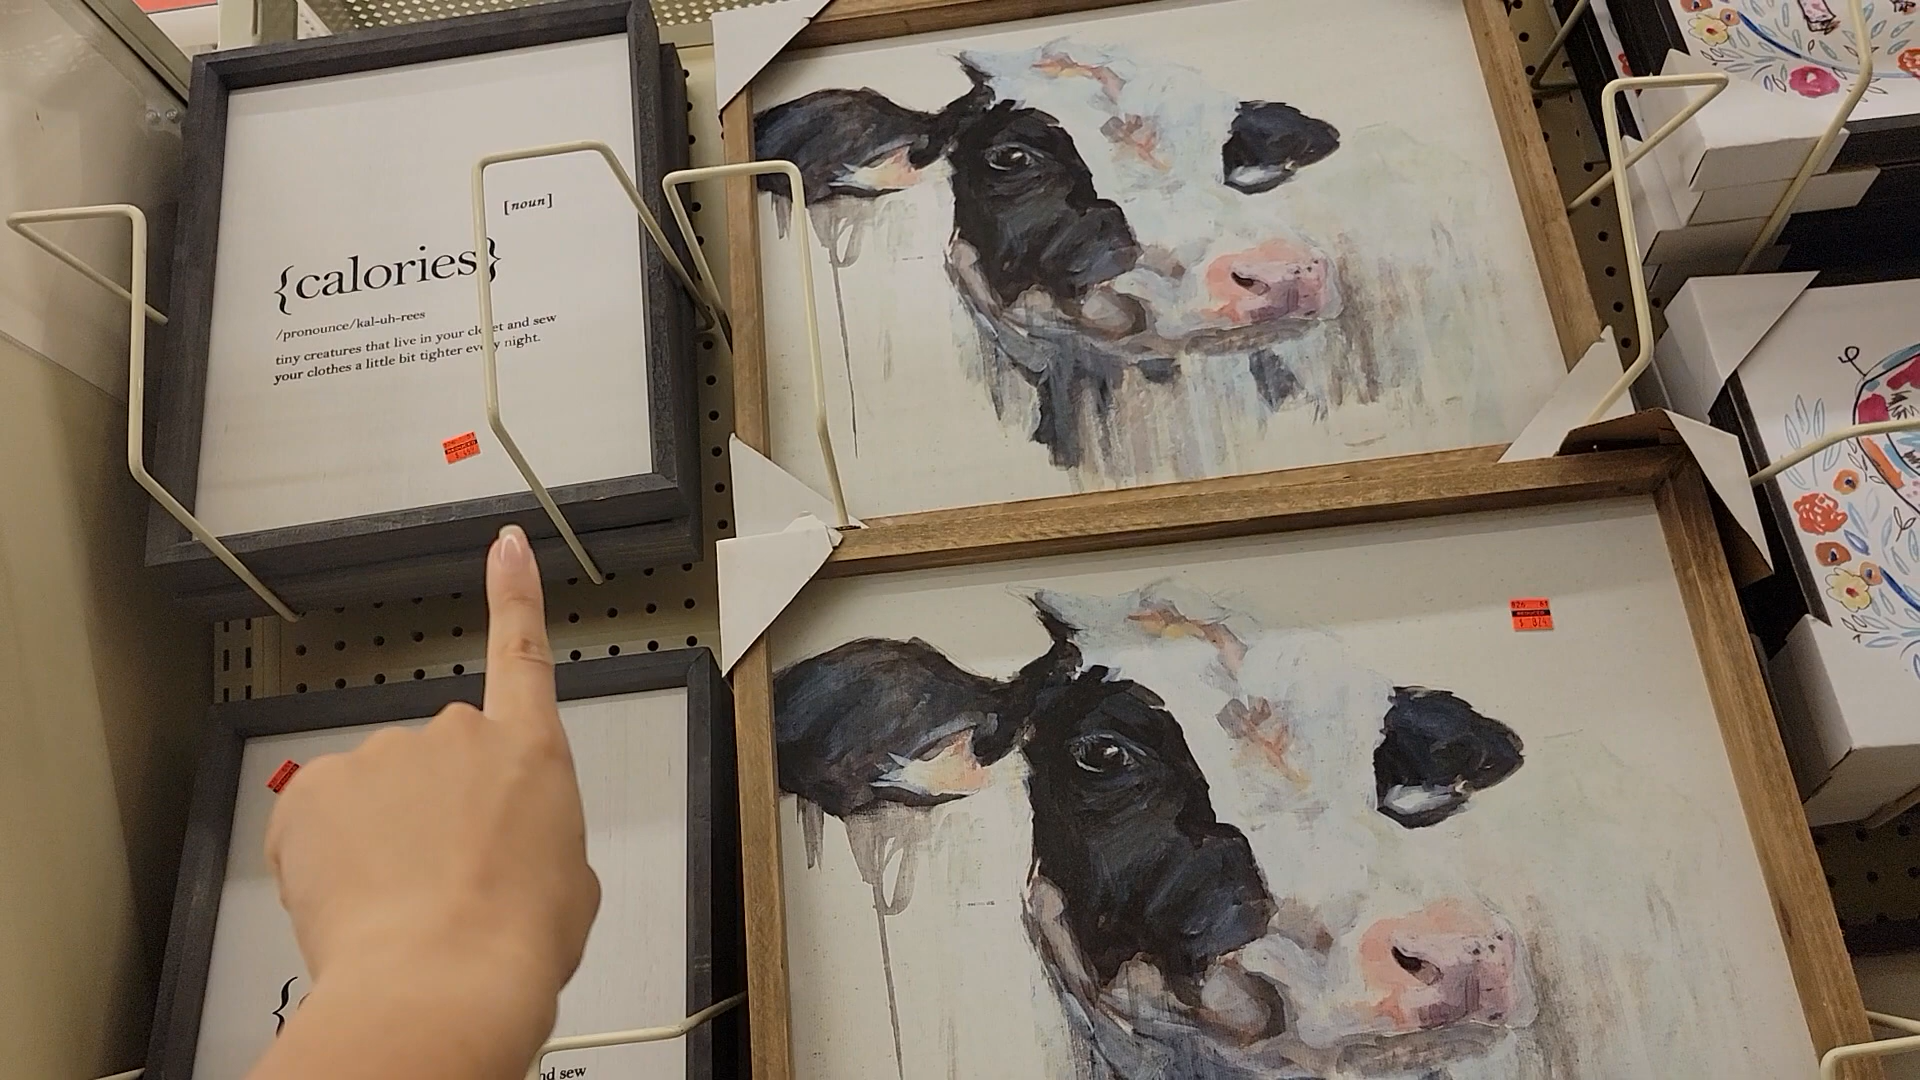 [noun]
{calories}
/pronounce/kal-uh-rees
tiny creatures that live in your closet and sew
your clothes a little bit tighter every night.
nd sew